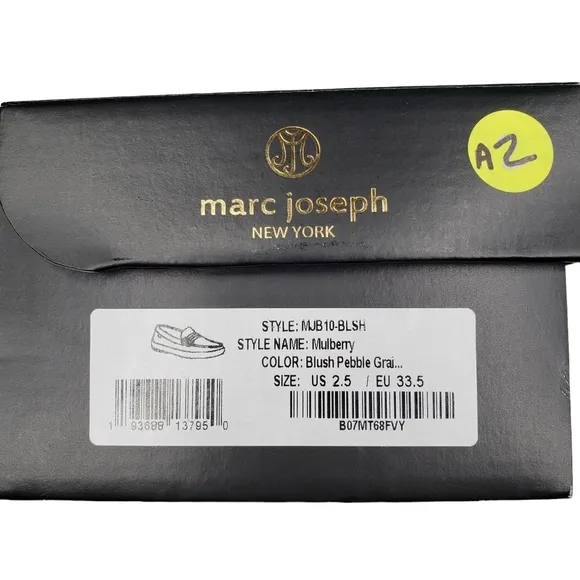 marc joseph
NEW YORK
A2
STYLE: MJB10-BLSH
STYLE NAME: Mulberry
COLOR: Blush Pebble Grai...
SIZE: US 2.5 / EU 33.5
1 93688 13795 0
B07MT68FVY